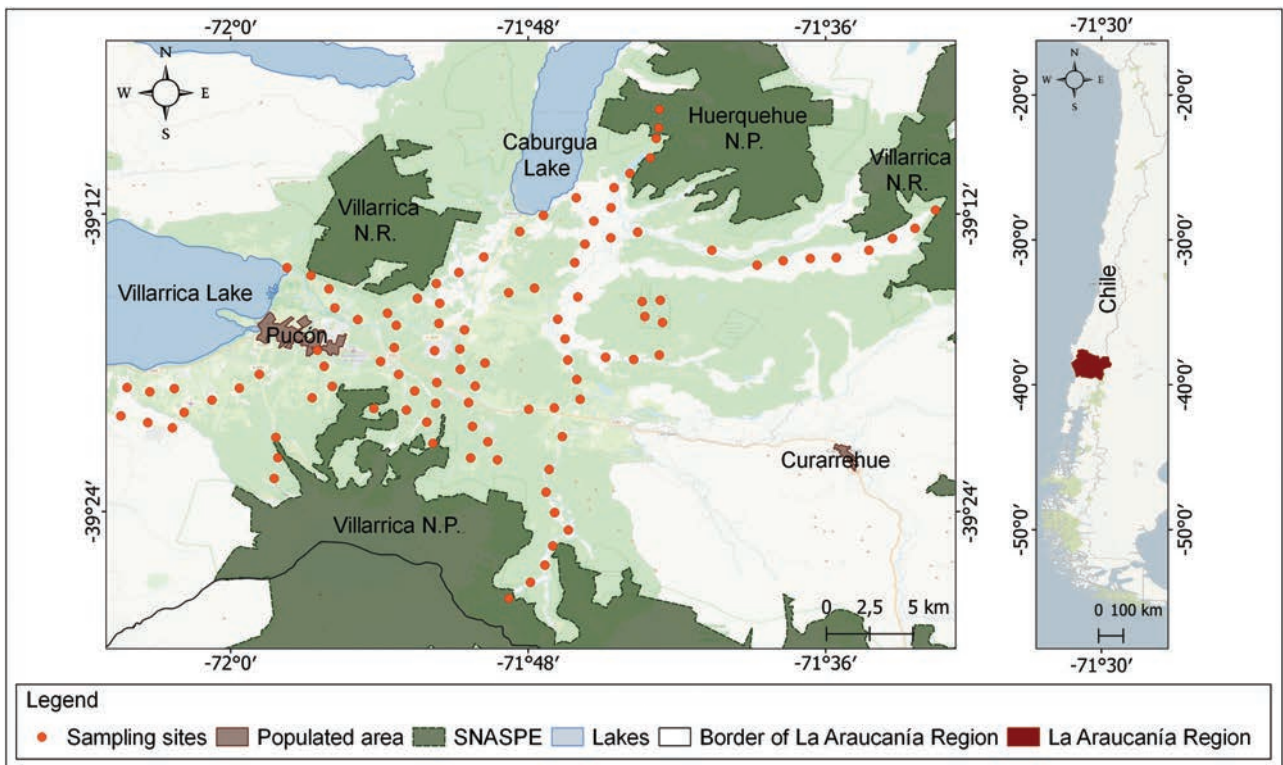 -72°0′
-71°48′
-71°36′
-71°30′
N
W E
S
Huerquehue
N.P.
Caburgua
Lake
Villarrica
N.R.
Villarrica
N.R.
-39°12′
-39°12′
Villarrica Lake
Pucón
Curarrehue
-39°24′
-39°24′
Villarrica N.P.
0 2,5 5 km
-72°0′
-71°48′
-71°36′
N
W E
S
-20°0′
-20°0′
-30°0′
-30°0′
Chile
-40°0′
-40°0′
-50°0′
-50°0′
0 100 km
-71°30′
Legend
Sampling sites Populated area SNASPE Lakes Border of La Araucanía Region La Araucanía Region